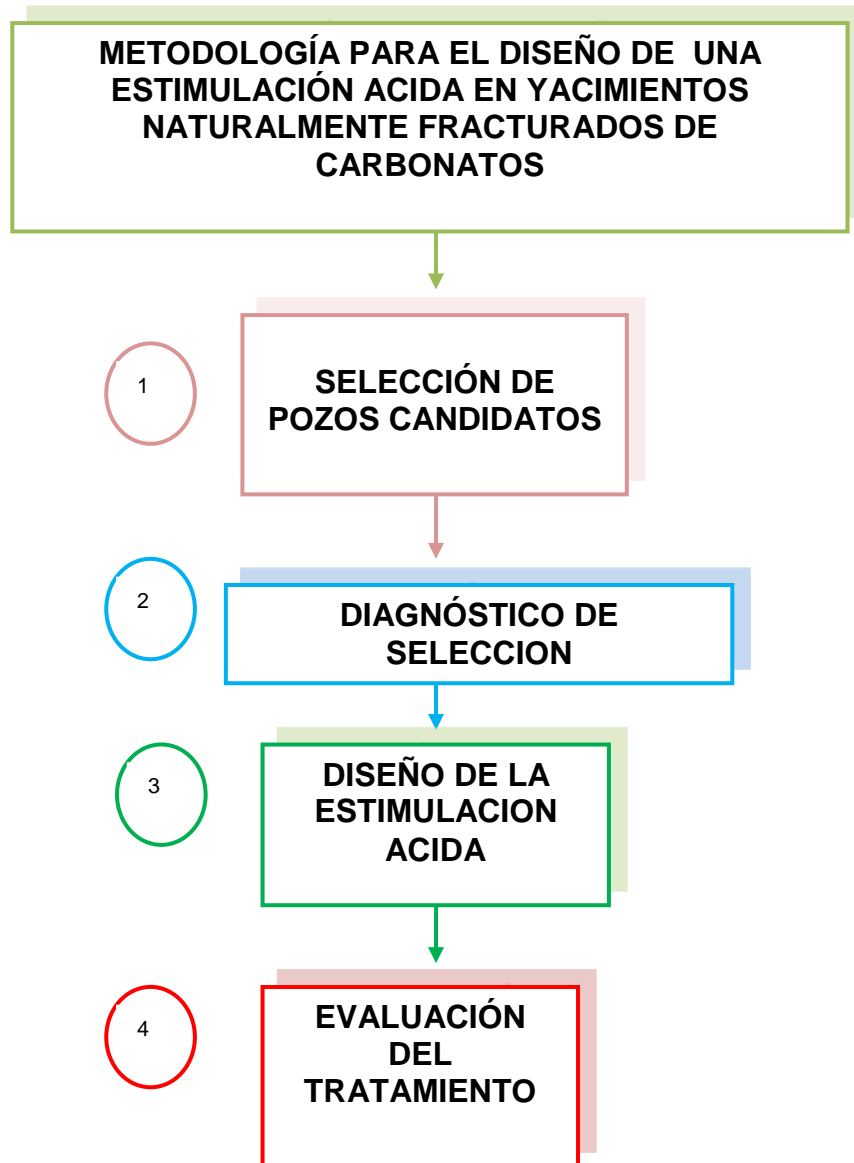 METODOLOGÍA PARA EL DISEÑO DE UNA
ESTIMULACIÓN ACIDA EN YACIMIENTOS
NATURALMENTE FRACTURADOS DE
CARBONATOS
1
SELECCIÓN DE
POZOS CANDIDATOS
2
DIAGNÓSTICO DE
SELECCION
3
DISEÑO DE LA
ESTIMULACION
ACIDA
4
EVALUACIÓN
DEL
TRATAMIENTO